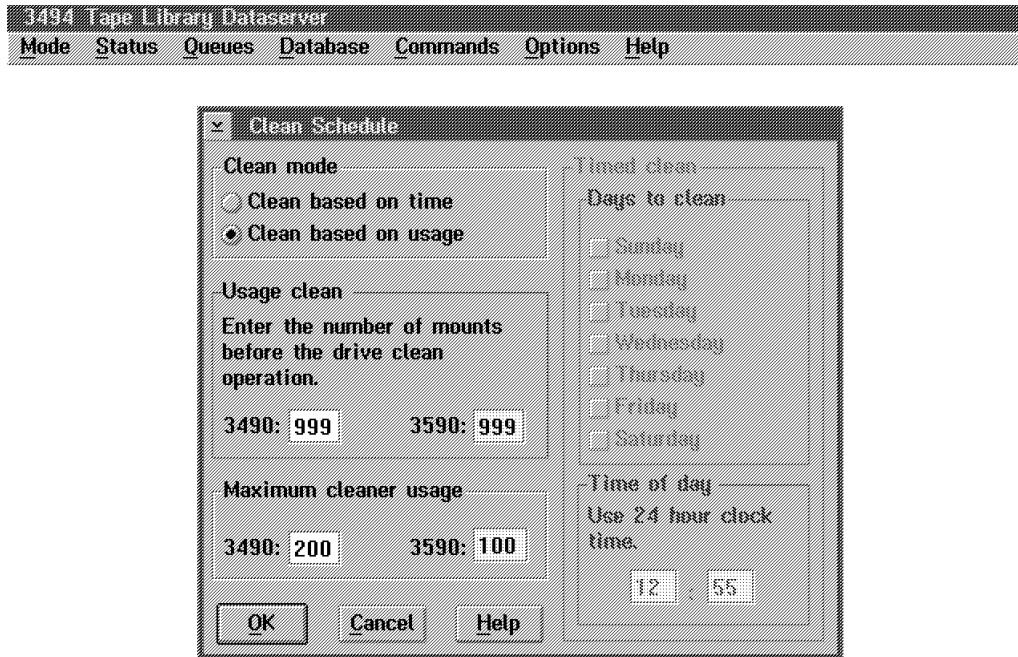 3494 Tape Library Dataserver
Mode Status Queues Database Commands Options Help
Clean Schedule
Clean mode
Clean based on time
Clean based on usage
Usage clean
Enter the number of mounts
before the drive clean
operation.
3490: 999 3590: 999
Maximum cleaner usage
3490: 200 3590: 100
OK Cancel Help
Timed clean
Days to clean
Sunday
Monday
Tuesday
Wednesday
Thursday
Friday
Saturday
Time of day
Use 24 hour clock
time.
12 : 55